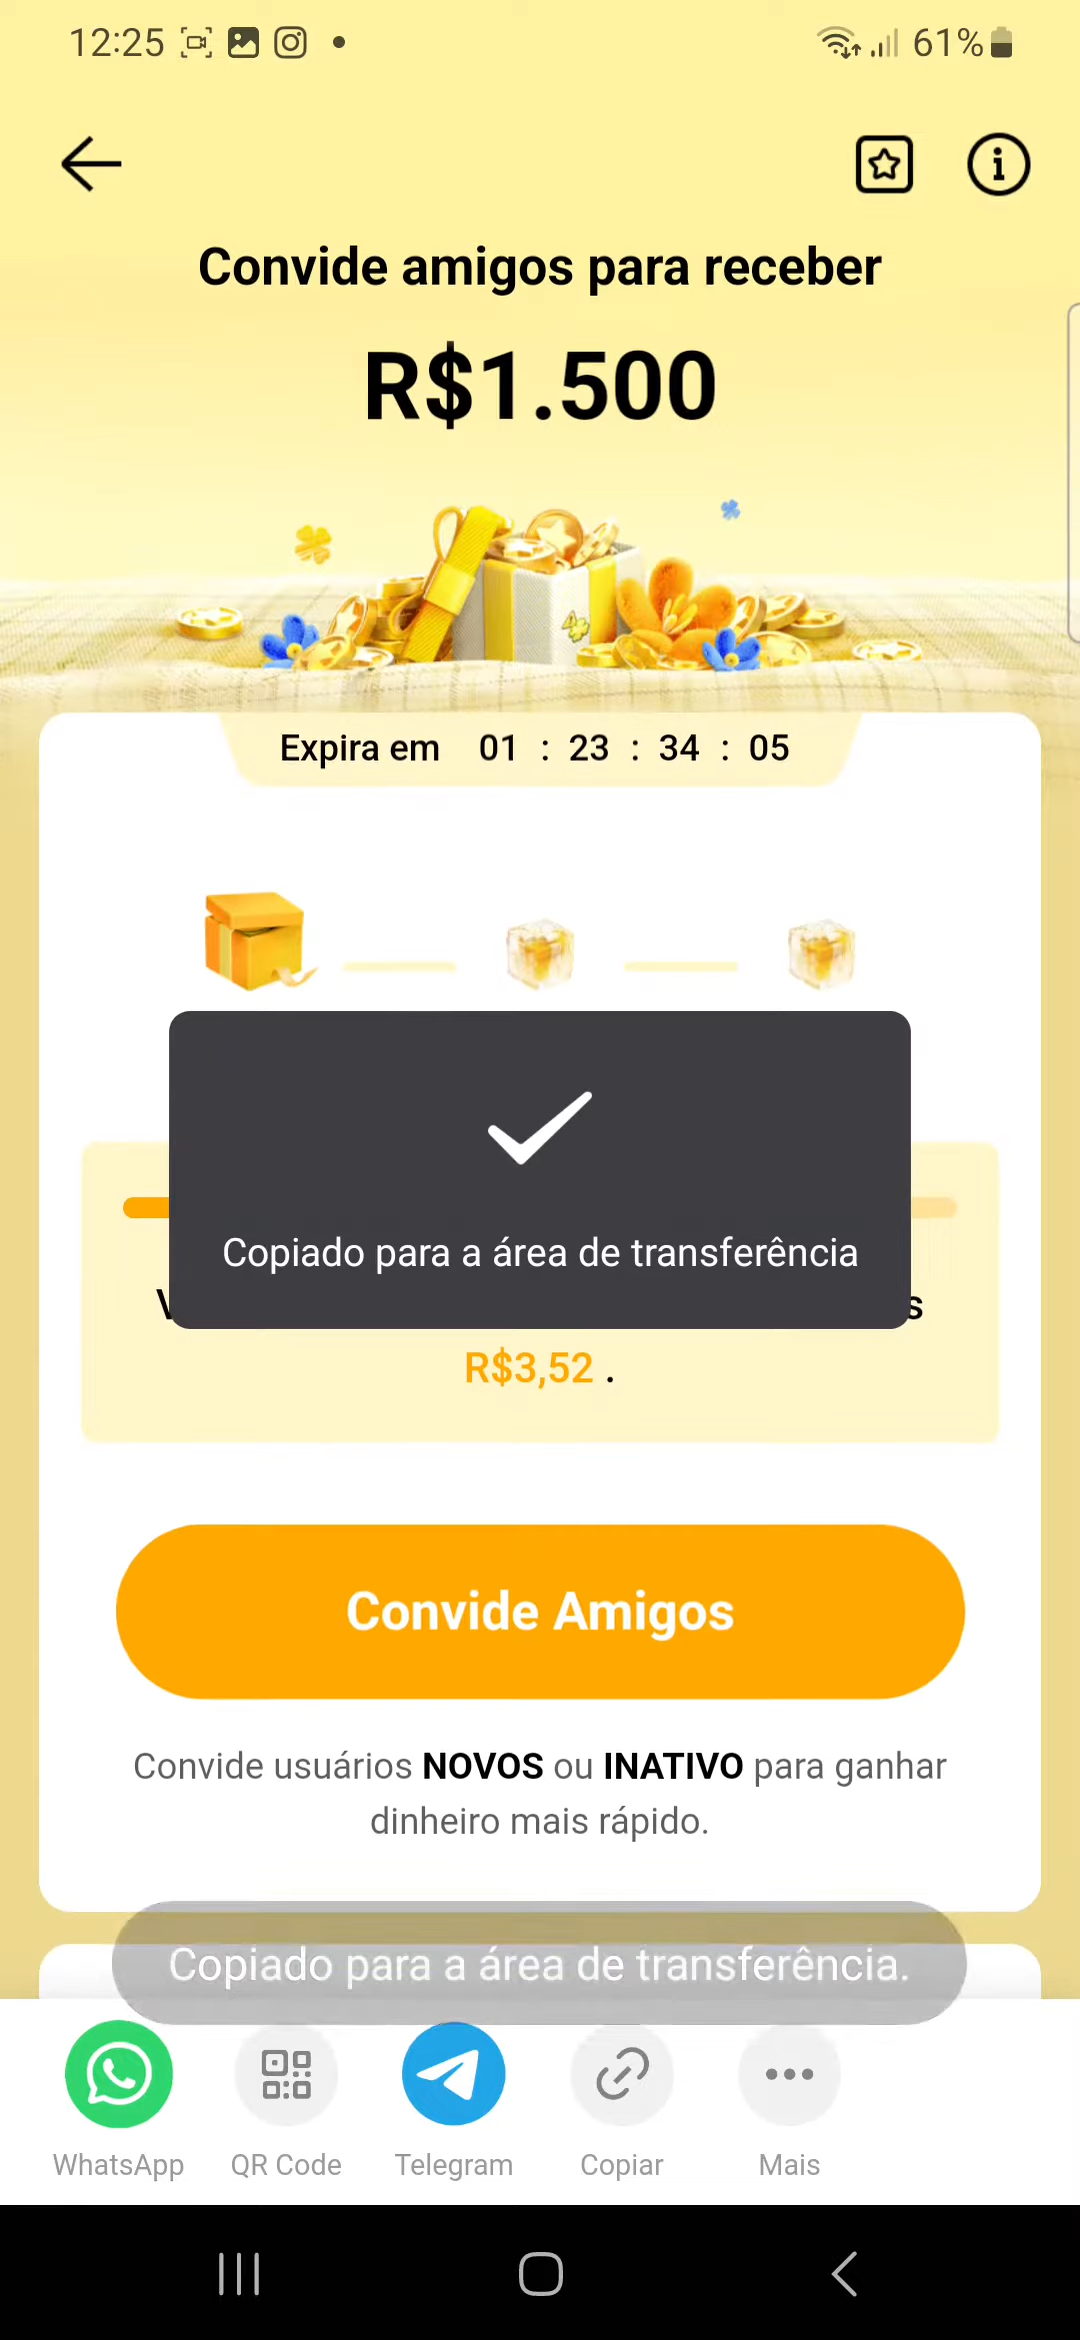 12:25
61%
Convide amigos para receber
R$1.500
Expira em 01 : 23 : 34 : 05
Copiado para a área de transferência
R$3,52 .
Convide Amigos
Convide usuários NOVOS ou INATIVO para ganhar
dinheiro mais rápido.
Copiado para a área de transferência.
WhatsApp
QR Code
Telegram
Copiar
Mais